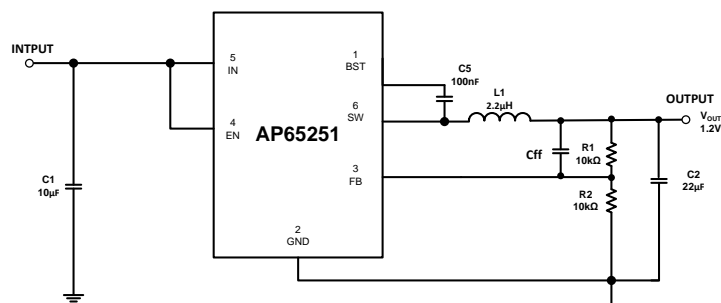 INTPUT
5
IN
4
EN
AP65251
1
BST
6
SW
3
FB
2
GND
C1
10µF
C5
100nF
L1
2.2µH
Cff
R1
10kΩ
R2
10kΩ
C2
22µF
OUTPUT
VOUT
1.2V